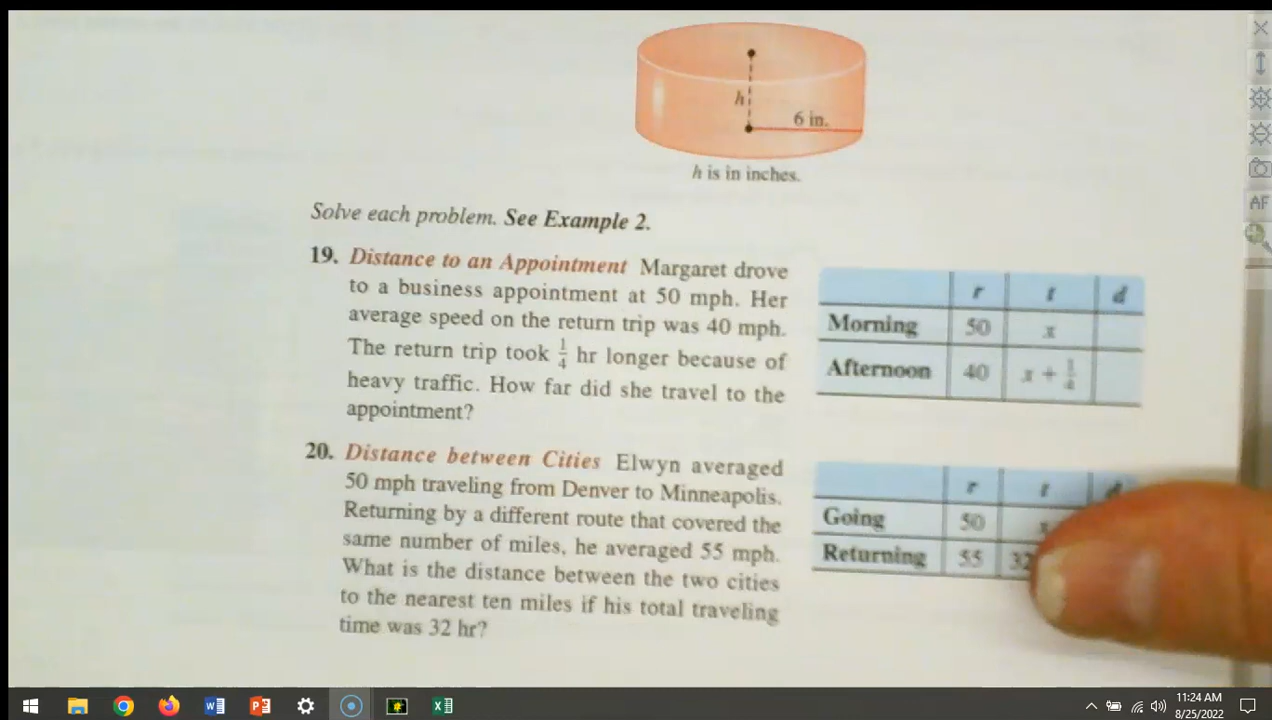 h
6 in.
h is in inches.
AF
Solve each problem. See Example 2.
19. Distance to an Appointment Margaret drove
to a business appointment at 50 mph. Her
average speed on the return trip was 40 mph.
The return trip took 1/4 hr longer because of
heavy traffic. How far did she travel to the
appointment?
r t d
Morning 50 x
Afternoon 40 x + 1/4
20. Distance between Cities Elwyn averaged
50 mph traveling from Denver to Minneapolis.
Returning by a different route that covered the
same number of miles, he averaged 55 mph.
What is the distance between the two cities
to the nearest ten miles if his total traveling
time was 32 hr?
r t d
Going 50 x
Returning 55 32
11:24 AM
8/25/2022